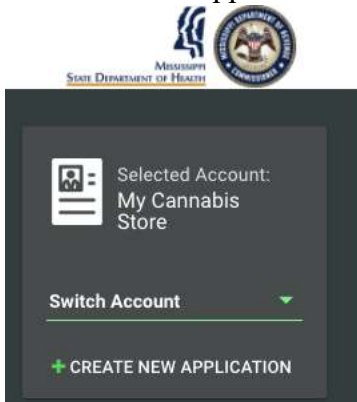 Mississippi
State Department of Health
Selected Account:
My Cannabis
Store
Switch Account
+ CREATE NEW APPLICATION